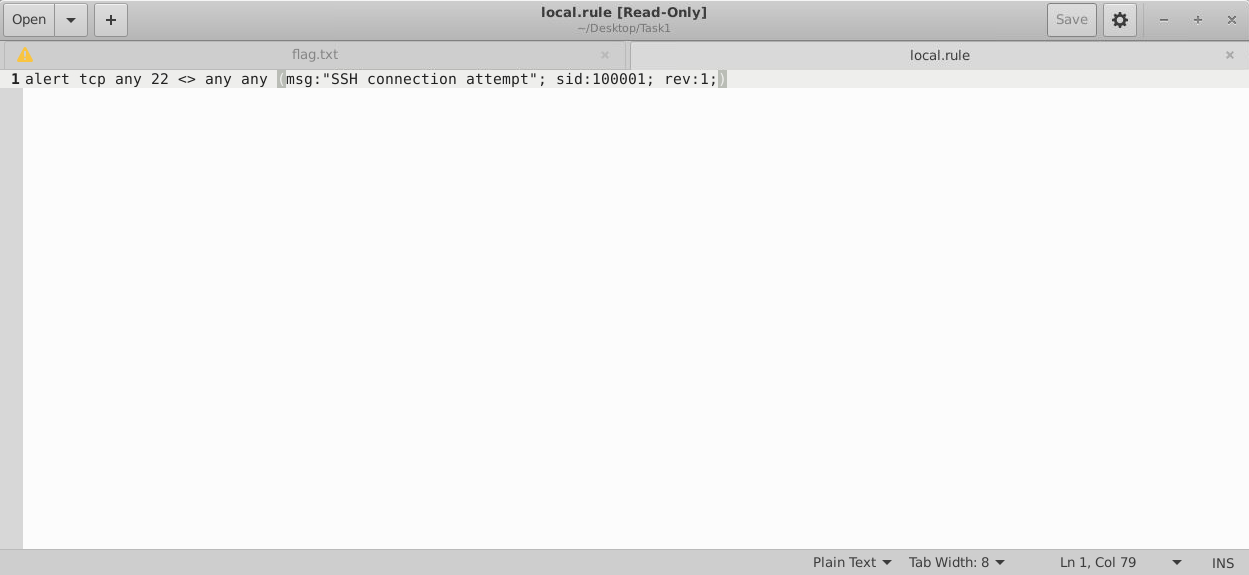 Open
local.rule [Read-Only]
~/Desktop/Task1
Save
flag.txt
local.rule
1 alert tcp any 22 <> any any (msg:"SSH connection attempt"; sid:100001; rev:1;)
Plain Text
Tab Width: 8
Ln 1, Col 79
INS